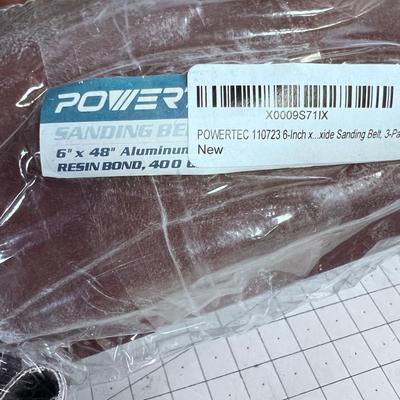 POWERT
SANDING BE
6" x 48" Aluminum
RESIN BOND, 400
X0009S71IX
POWERTEC 110723 6-Inch x...xide Sanding Belt, 3-Pa
New